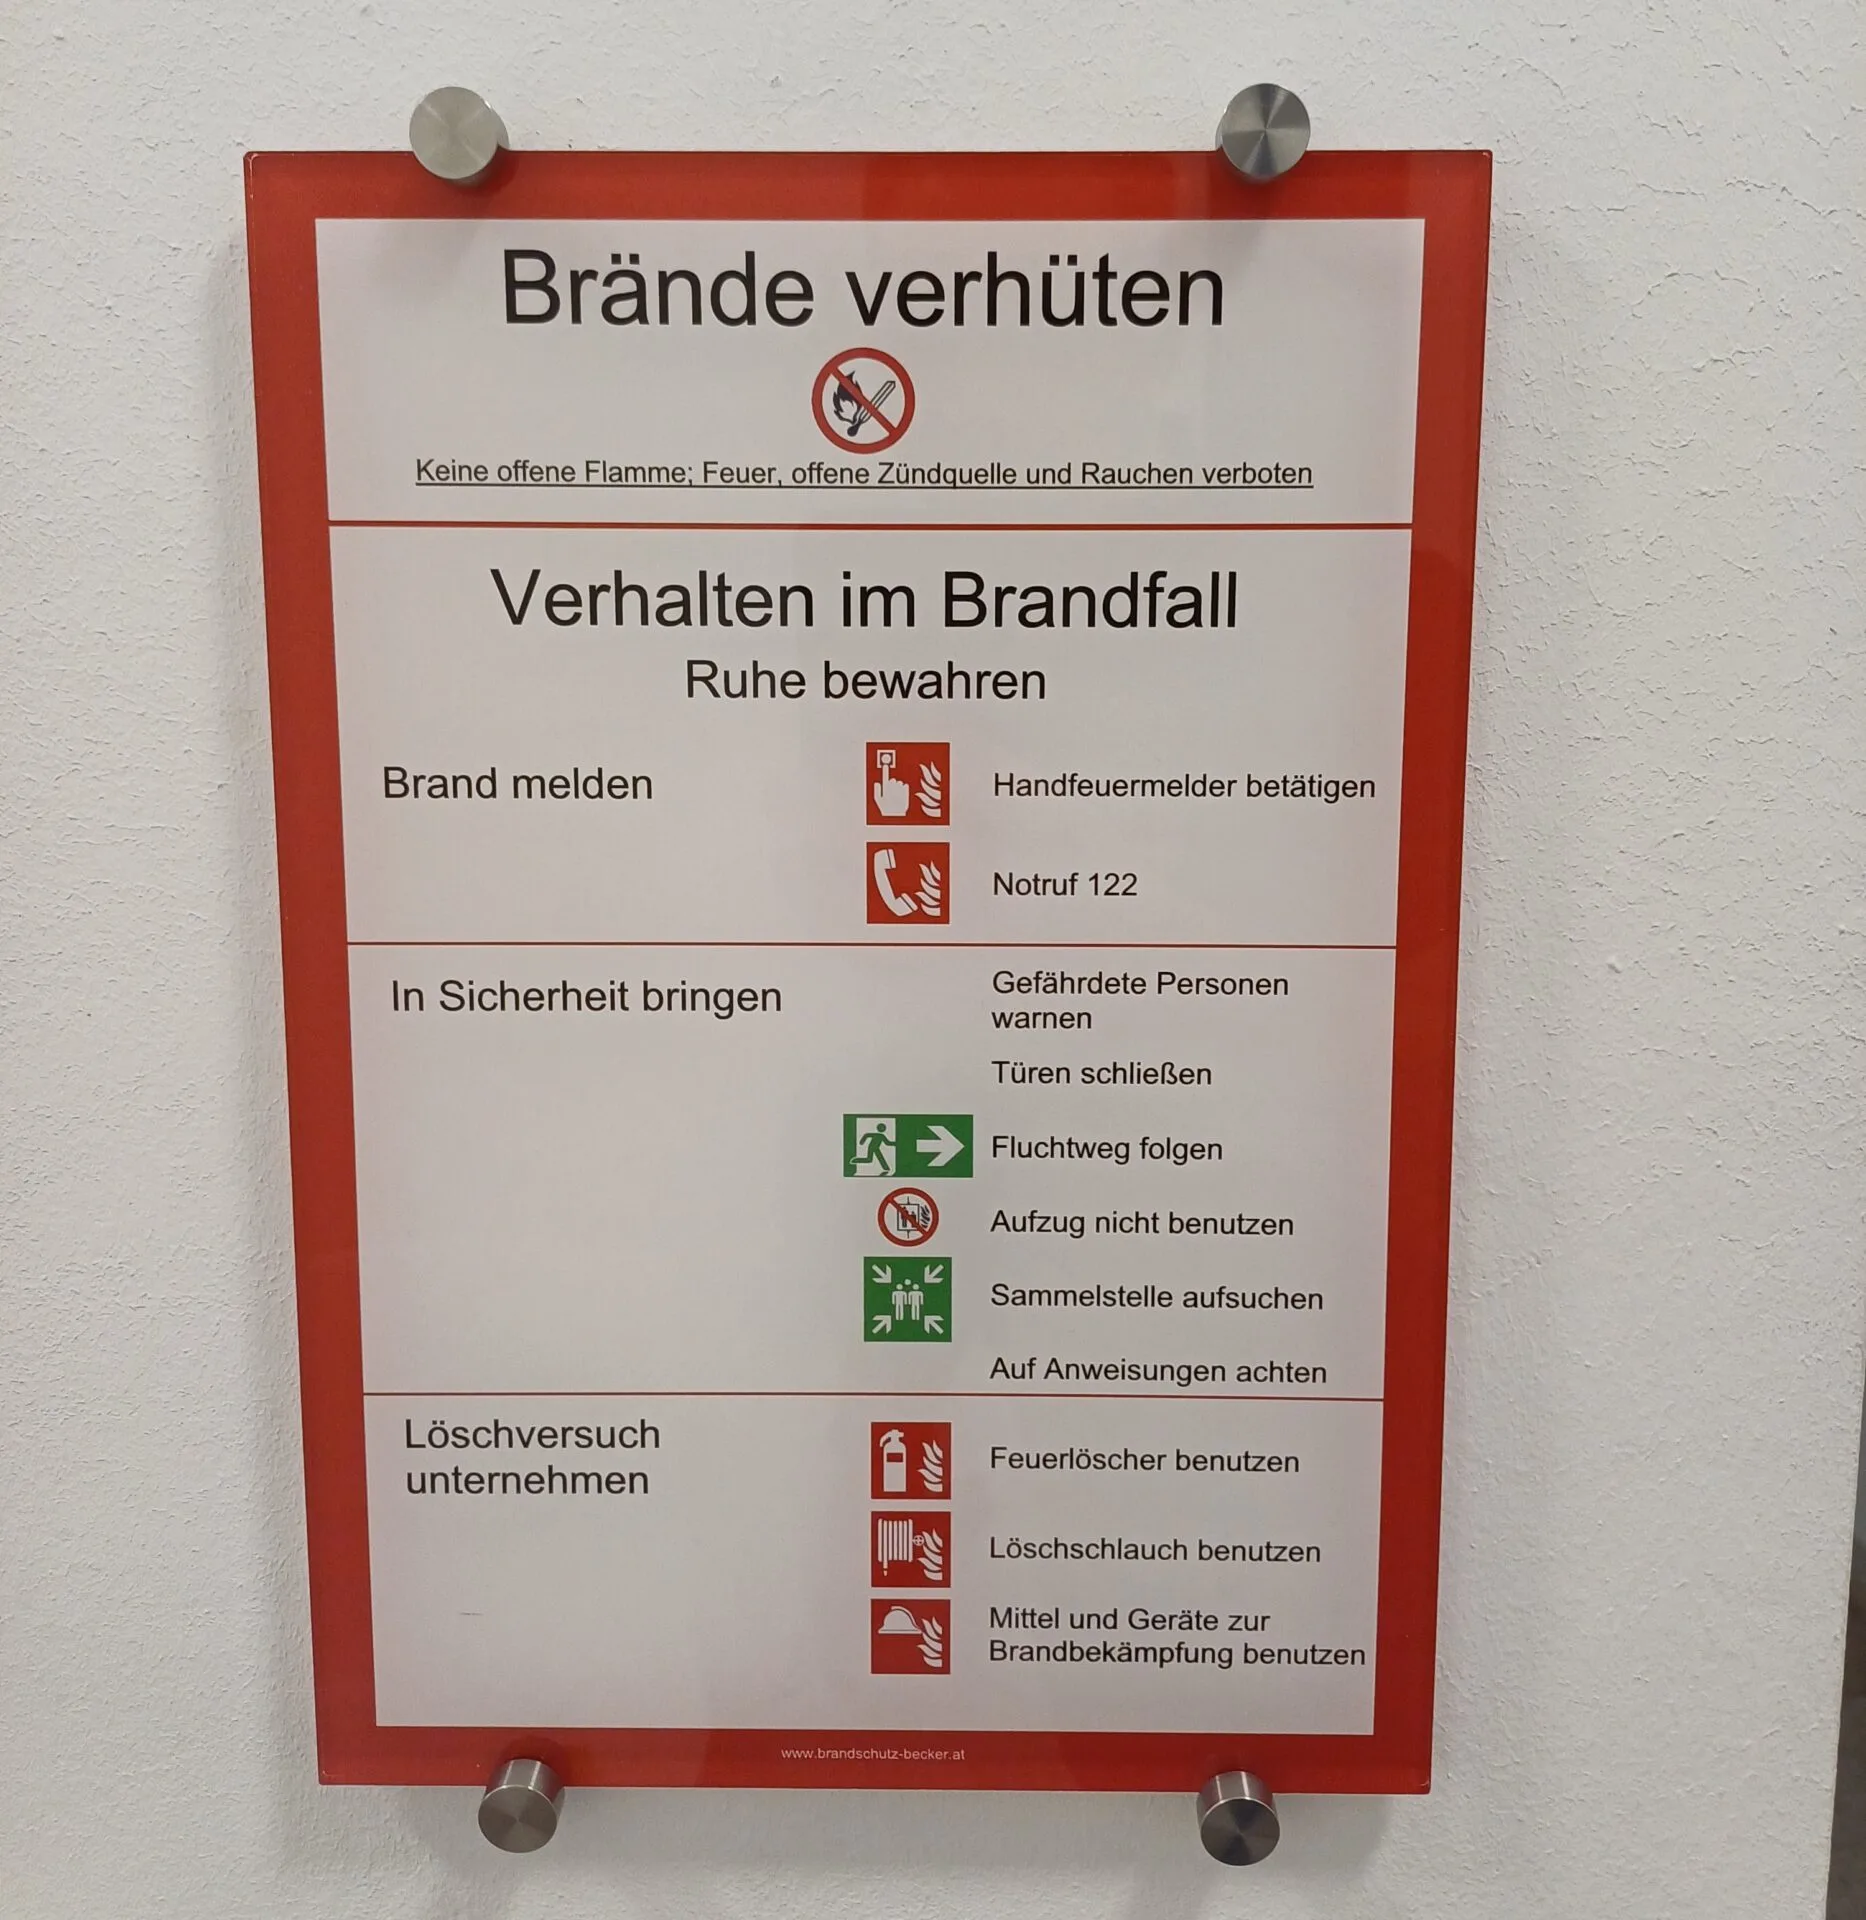 Brände verhüten
Keine offene Flamme; Feuer, offene Zündquelle und Rauchen verboten
Verhalten im Brandfall
Ruhe bewahren
Brand melden
Handfeuermelder betätigen
Notruf 122
In Sicherheit bringen
Gefährdete Personen
warnen
Türen schließen
Fluchtweg folgen
Aufzug nicht benutzen
Sammelstelle aufsuchen
Auf Anweisungen achten
Löschversuch
unternehmen
Feuerlöscher benutzen
Löschschlauch benutzen
Mittel und Geräte zur
Brandbekämpfung benutzen
www.brandschutz-becker.at